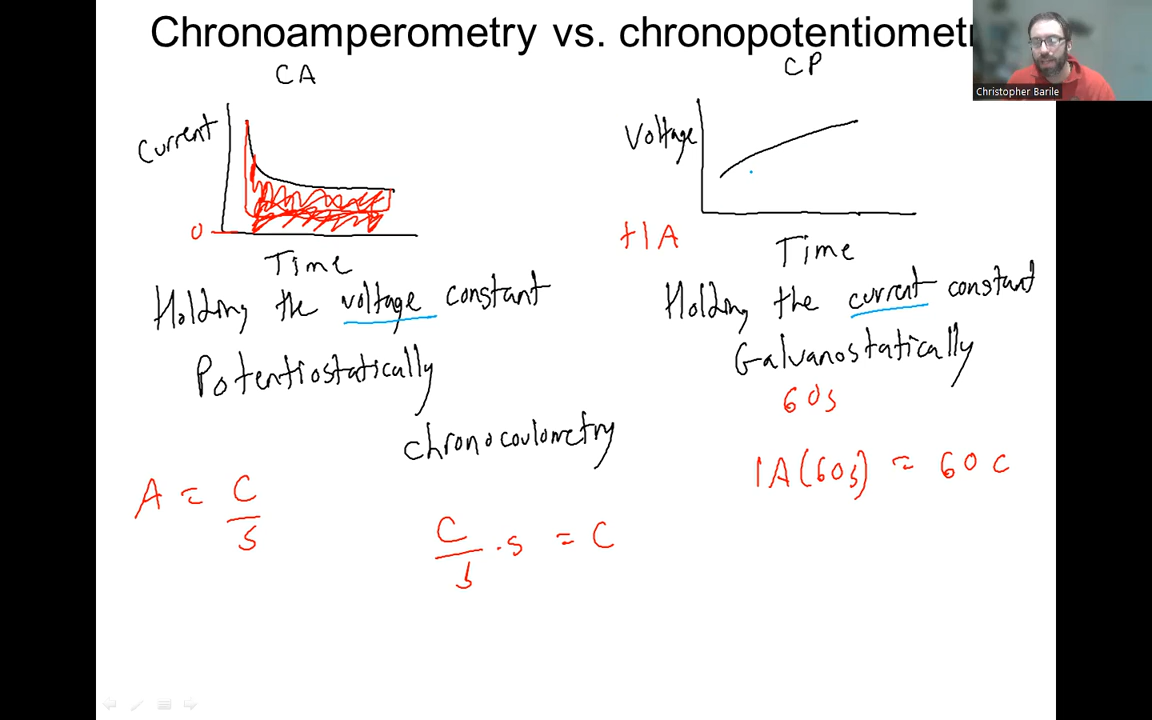 Chronoamperometry vs. chronopotentiometr
Christopher Barile
CA
Current
0
Time
Holding the voltage constant
Potentiostatically
CP
Voltage
+1A
Time
Holding the current constant
Galvanostatically
60s
1A(60s) = 60C
chronocoulometry
A = C/s
C/s · s = C